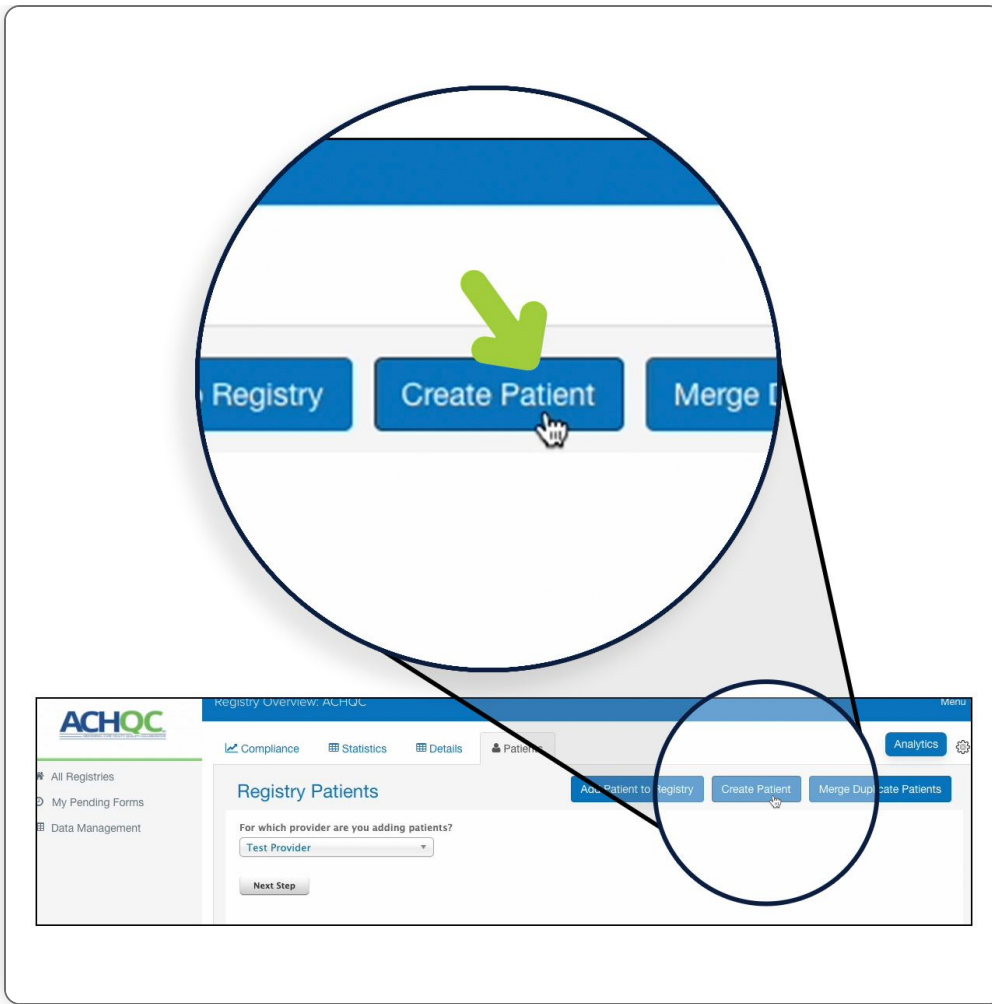 Registry
Create Patient
Merge D
ACHQC
Registry Overview: ACHQC
Menu
Compliance
Statistics
Details
Patients
Analytics
All Registries
My Pending Forms
Data Management
Registry Patients
Add Patient to Registry
Create Patient
Merge Duplicate Patients
For which provider are you adding patients?
Test Provider
Next Step